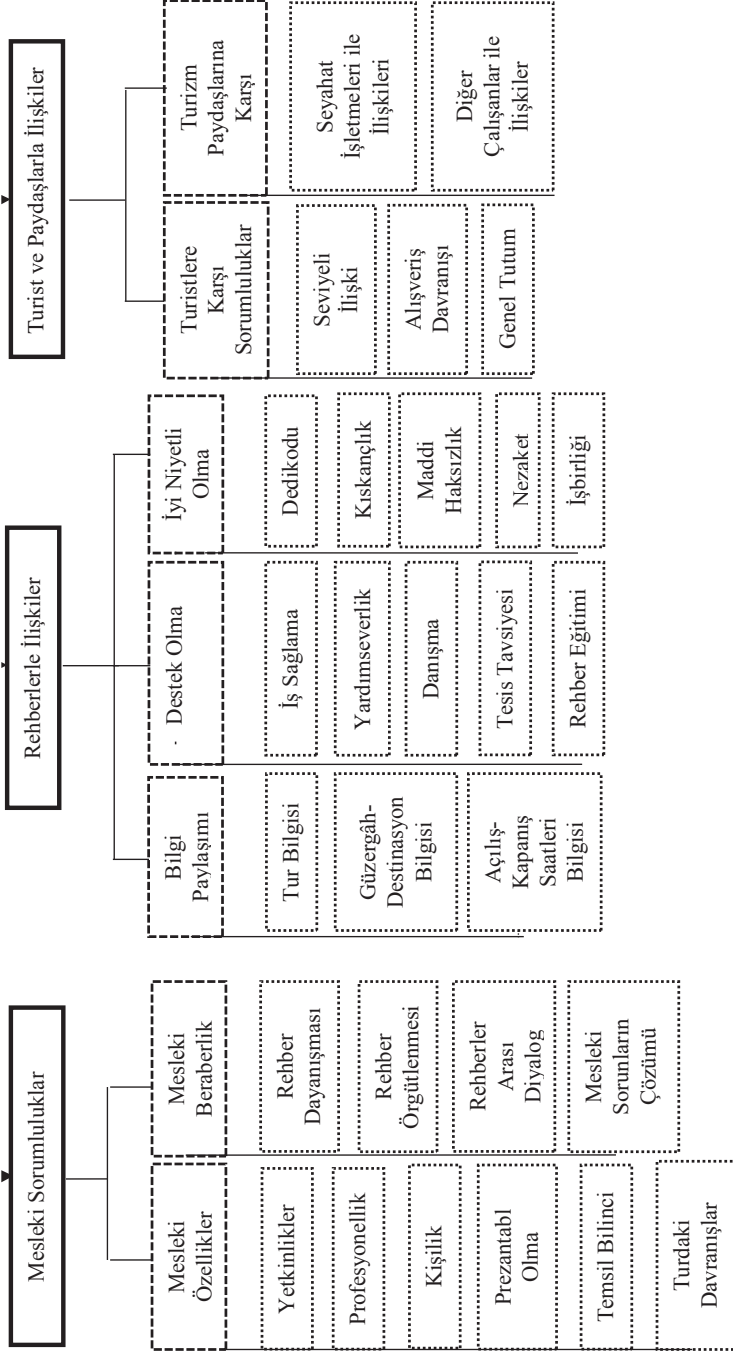 Mesleki Sorumluluklar
Mesleki
Özellikler
Yetkinlikler
Profesyonellik
Kişilik
Prezantabl
Olma
Temsil Bilinci
Turdaki
Davranışlar
Mesleki
Beraberlik
Rehber
Dayanışması
Rehber
Örgütlenmesi
Rehberler
Arası
Diyalog
Mesleki
Sorunların
Çözümü
Rehberlerle İlişkiler
Bilgi
Paylaşımı
Tur Bilgisi
Güzergâh-
Destinasyon
Bilgisi
Açılış-
Kapanış
Saatleri
Bilgisi
Destek Olma
İş Sağlama
Yardımseverlik
Danışma
Tesis Tavsiyesi
Rehber Eğitimi
İyi Niyetli
Olma
Dedikodu
Kıskançlık
Maddi
Haksızlık
Nezaket
İşbirliği
Turist ve Paydaşlarla İlişkiler
Turistlere
Karşı
Sorumluluklar
Seviyeli
İlişki
Alışveriş
Davranışı
Genel Tutum
Turizm
Paydaşlarına
Karşı
Seyahat
İşletmeleri ile
İlişkileri
Diğer
Çalışanlar ile
İlişkiler